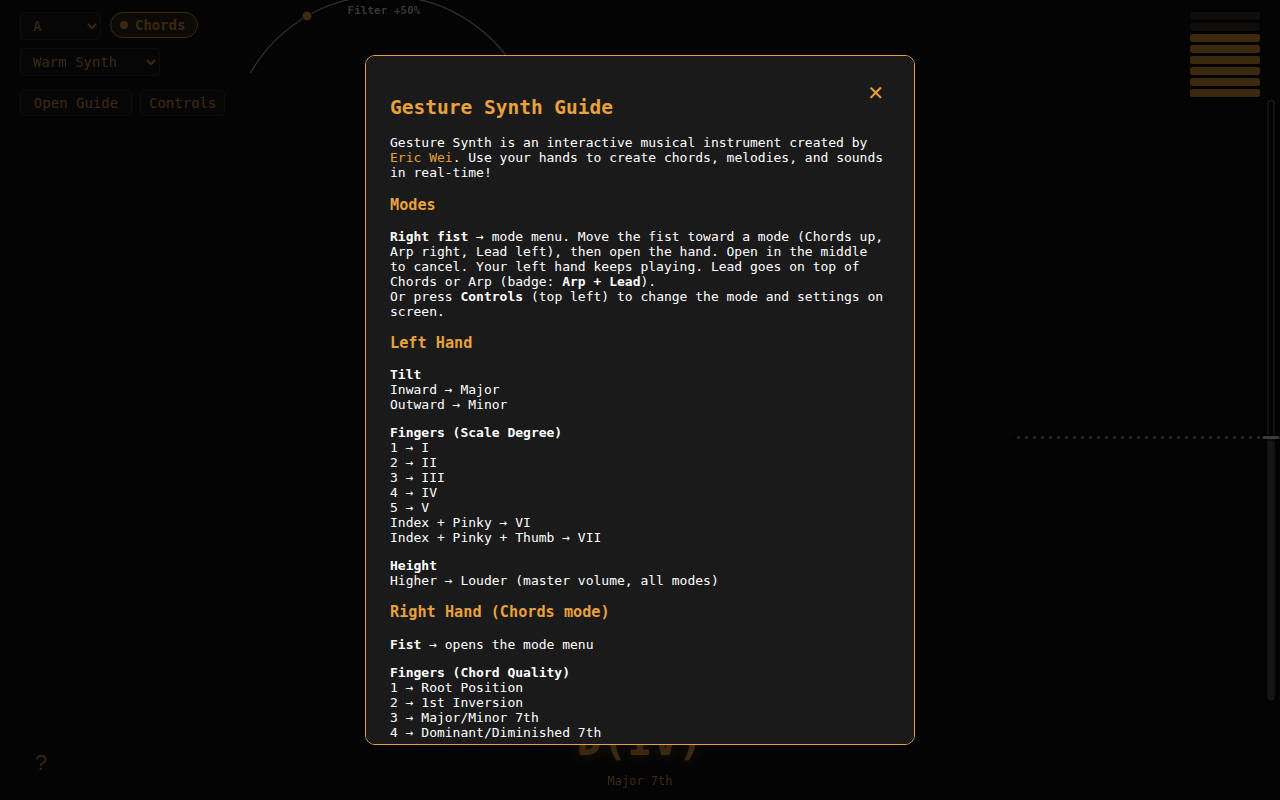 A
Chords
Filter +50%
Warm Synth
Open Guide
Controls
✕
Gesture Synth Guide
Gesture Synth is an interactive musical instrument created by
Eric Wei. Use your hands to create chords, melodies, and sounds
in real-time!
Modes
Right fist → mode menu. Move the fist toward a mode (Chords up,
Arp right, Lead left), then open the hand. Open in the middle
to cancel. Your left hand keeps playing. Lead goes on top of
Chords or Arp (badge: Arp + Lead).
Or press Controls (top left) to change the mode and settings on
screen.
Left Hand
Tilt
Inward → Major
Outward → Minor
Fingers (Scale Degree)
1 → I
2 → II
3 → III
4 → IV
5 → V
Index + Pinky → VI
Index + Pinky + Thumb → VII
Height
Higher → Louder (master volume, all modes)
Right Hand (Chords mode)
Fist → opens the mode menu
Fingers (Chord Quality)
1 → Root Position
2 → 1st Inversion
3 → Major/Minor 7th
4 → Dominant/Diminished 7th
?
Major 7th